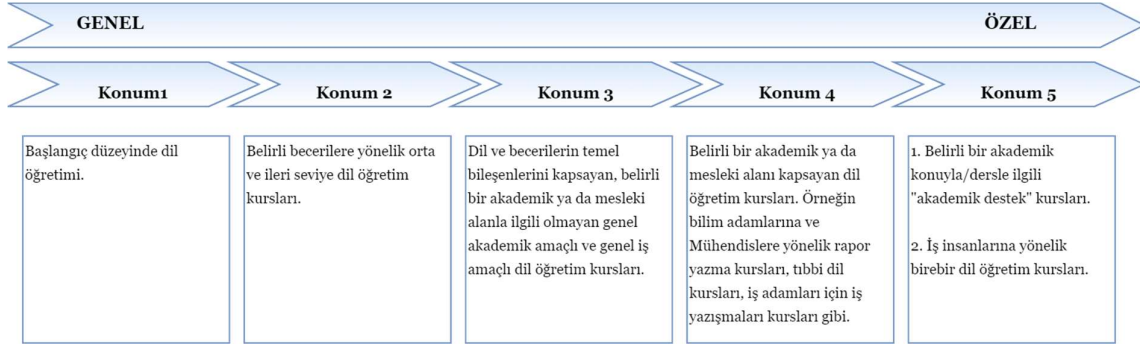 GENEL
ÖZEL
Konum1
Konum 2
Konum 3
Konum 4
Konum 5
Başlangıç düzeyinde dil
öğretimi.
Belirli becerilere yönelik orta
ve ileri seviye dil öğretim
kursları.
Dil ve becerilerin temel
bileşenlerini kapsayan, belirli
bir akademik ya da mesleki
alanla ilgili olmayan genel
akademik amaçlı ve genel iş
amaçlı dil öğretim kursları.
Belirli bir akademik ya da
mesleki alanı kapsayan dil
öğretim kursları. Örneğin
bilim adamlarına ve
Mühendislere yönelik rapor
yazma kursları, tıbbi dil
kursları, iş adamları için iş
yazışmaları kursları gibi.
1. Belirli bir akademik
konuyla/dersle ilgili
"akademik destek" kursları.
2. İş insanlarına yönelik
birebir dil öğretim kursları.